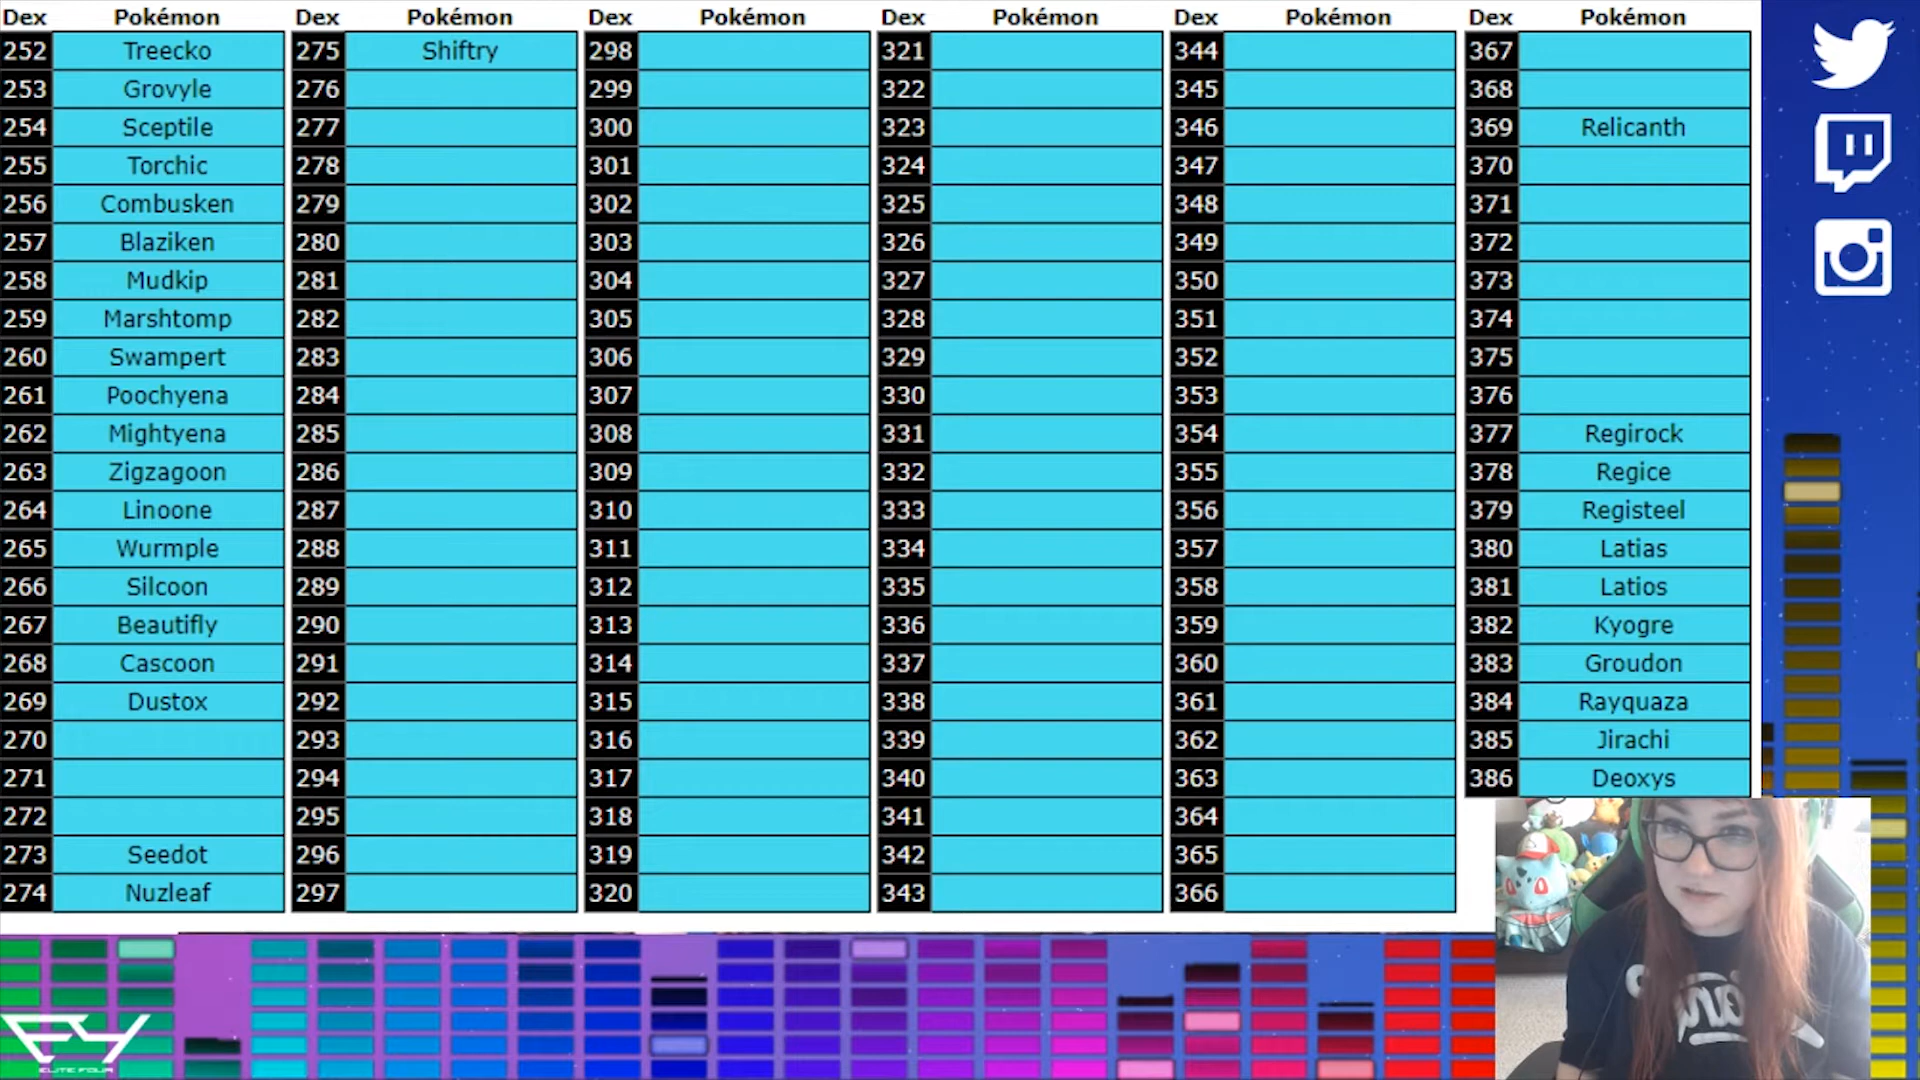 Dex Pokémon Dex Pokémon Dex Pokémon Dex Pokémon Dex Pokémon Dex Pokémon
252 Treecko 275 Shiftry 298 321 344 367
253 Grovyle 276 299 322 345 368
254 Sceptile 277 300 323 346 369 Relicanth
255 Torchic 278 301 324 347 370
256 Combusken 279 302 325 348 371
257 Blaziken 280 303 326 349 372
258 Mudkip 281 304 327 350 373
259 Marshtomp 282 305 328 351 374
260 Swampert 283 306 329 352 375
261 Poochyena 284 307 330 353 376
262 Mightyena 285 308 331 354 377 Regirock
263 Zigzagoon 286 309 332 355 378 Regice
264 Linoone 287 310 333 356 379 Registeel
265 Wurmple 288 311 334 357 380 Latias
266 Silcoon 289 312 335 358 381 Latios
267 Beautifly 290 313 336 359 382 Kyogre
268 Cascoon 291 314 337 360 383 Groudon
269 Dustox 292 315 338 361 384 Rayquaza
270 293 316 339 362 385 Jirachi
271 294 317 340 363 386 Deoxys
272 295 318 341 364
273 Seedot 296 319 342 365
274 Nuzleaf 297 320 343 366
ELITE FOUR